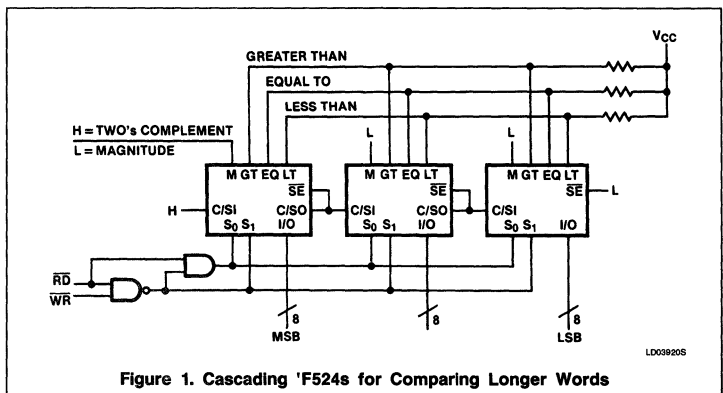 VCC
GREATER THAN
EQUAL TO
LESS THAN
H = TWO's COMPLEMENT
L = MAGNITUDE
L
L
M GT EQ LT
M GT EQ LT
M GT EQ LT
SE
SE
SE
L
H
C/SI
C/SO
C/SI
C/SO
C/SI
S0 S1
I/O
S0 S1
I/O
S0 S1
I/O
RD
WR
8
8
8
MSB
LSB
LD03920S
Figure 1. Cascading 'F524s for Comparing Longer Words